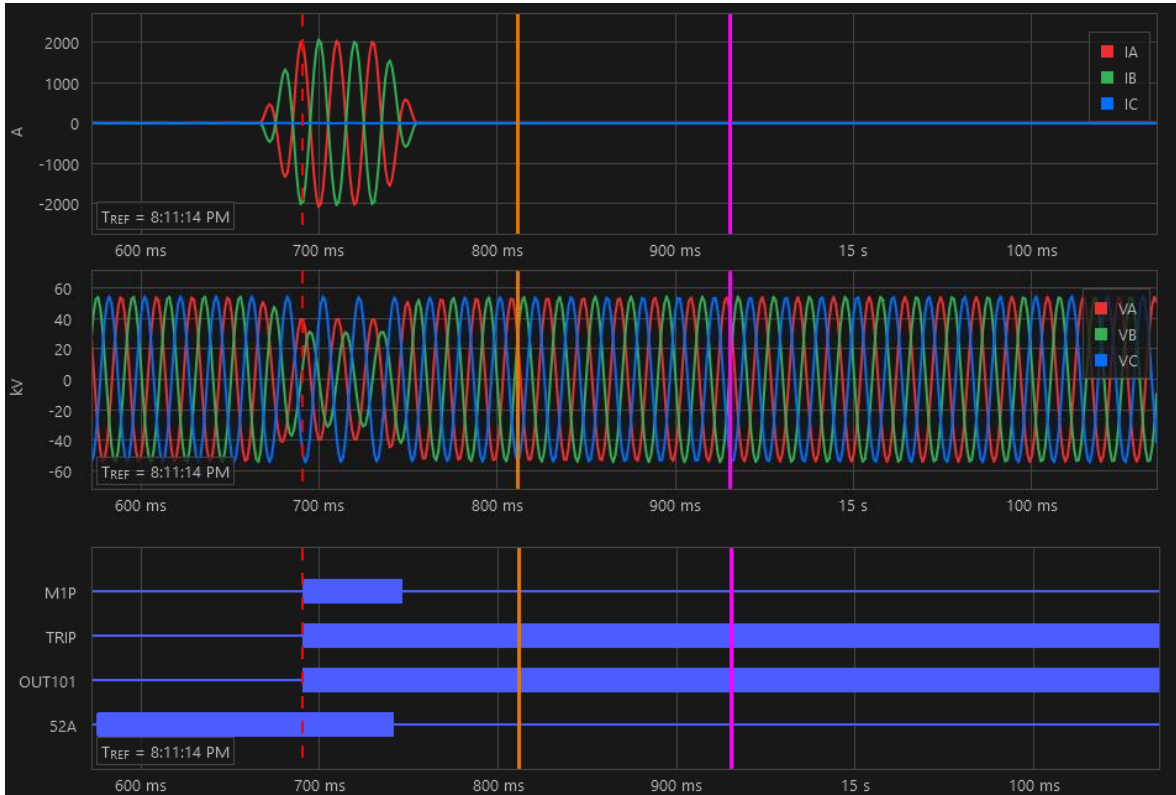 2000
1000
0
-1000
-2000
A
IA
IB
IC
TREF = 8:11:14 PM
600 ms
700 ms
800 ms
900 ms
15 s
100 ms
60
40
20
0
-20
-40
-60
kV
VA
VB
VC
TREF = 8:11:14 PM
600 ms
700 ms
800 ms
900 ms
15 s
100 ms
M1P
TRIP
OUT101
52A
TREF = 8:11:14 PM
600 ms
700 ms
800 ms
900 ms
15 s
100 ms